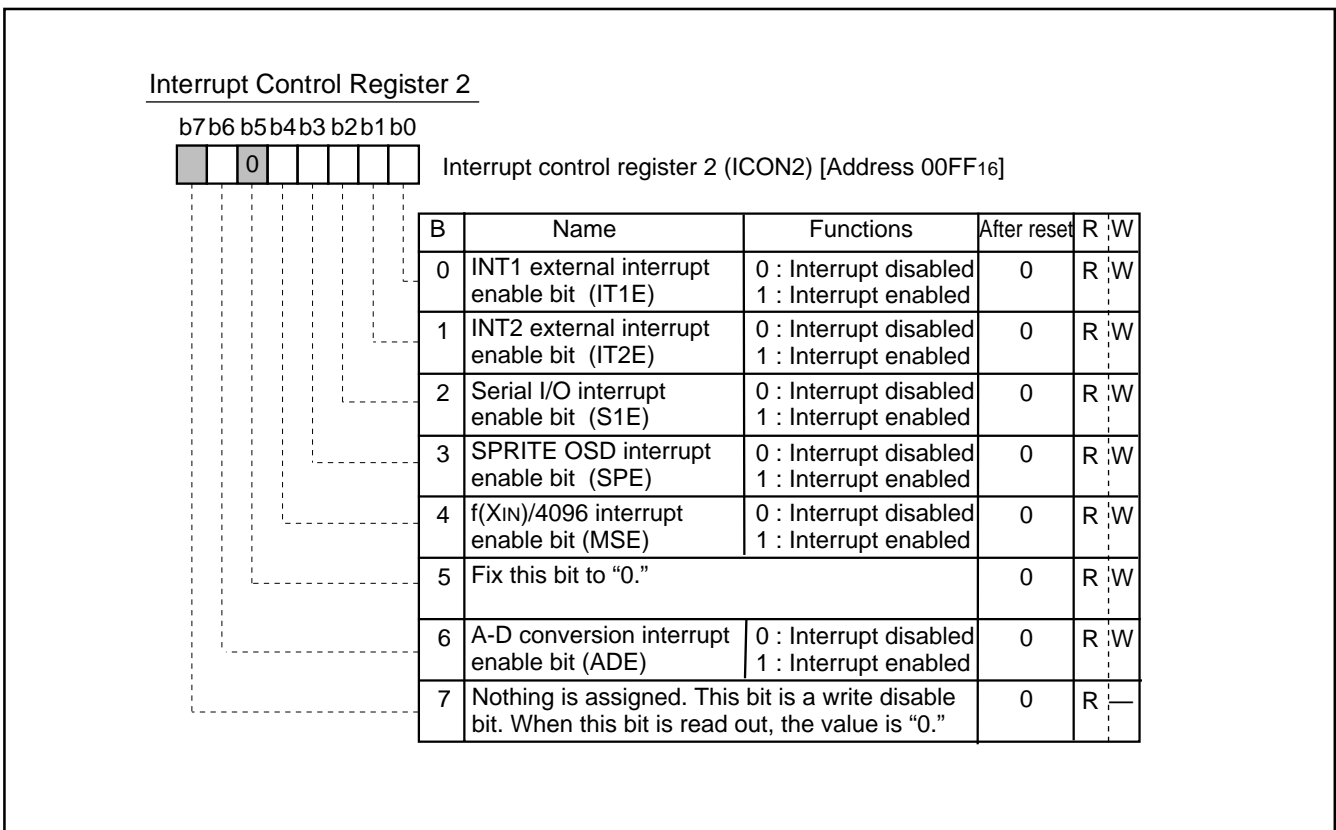 Interrupt Control Register 2
b7 b6 b5 b4 b3 b2 b1 b0
0
Interrupt control register 2 (ICON2) [Address 00FF16]
B Name Functions After reset R W
0 INT1 external interrupt 0 : Interrupt disabled 0 R W
enable bit (IT1E) 1 : Interrupt enabled
1 INT2 external interrupt 0 : Interrupt disabled 0 R W
enable bit (IT2E) 1 : Interrupt enabled
2 Serial I/O interrupt 0 : Interrupt disabled 0 R W
enable bit (S1E) 1 : Interrupt enabled
3 SPRITE OSD interrupt 0 : Interrupt disabled 0 R W
enable bit (SPE) 1 : Interrupt enabled
4 f(XIN)/4096 interrupt 0 : Interrupt disabled 0 R W
enable bit (MSE) 1 : Interrupt enabled
5 Fix this bit to “0.” 0 R W
6 A-D conversion interrupt 0 : Interrupt disabled 0 R W
enable bit (ADE) 1 : Interrupt enabled
7 Nothing is assigned. This bit is a write disable 0 R —
bit. When this bit is read out, the value is “0.”